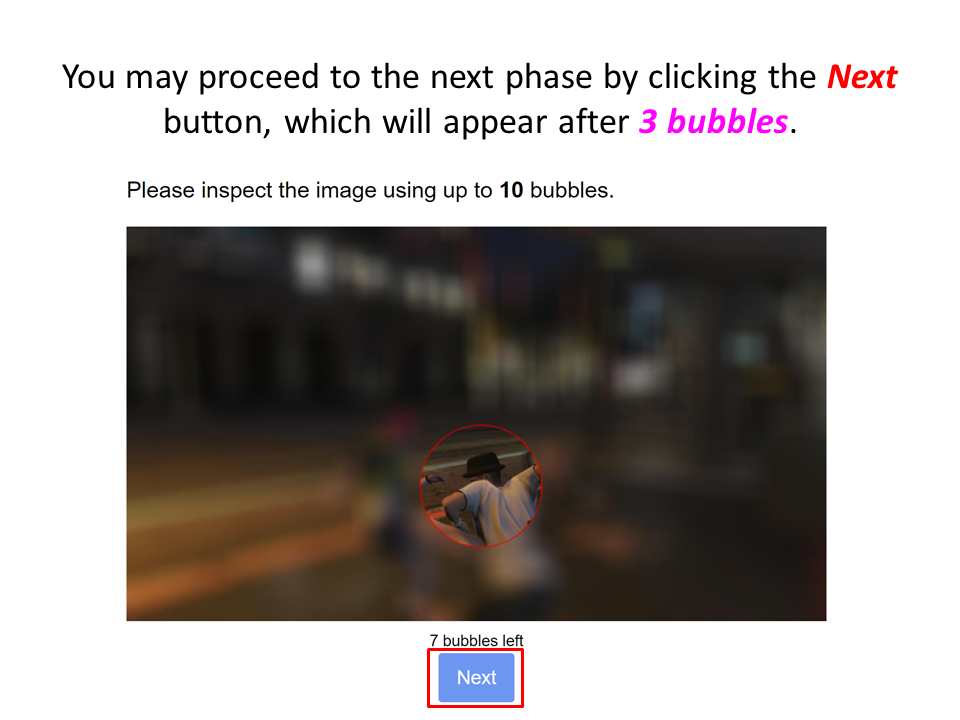 You may proceed to the next phase by clicking the Next
button, which will appear after 3 bubbles.
Please inspect the image using up to 10 bubbles.
7 bubbles left
Next